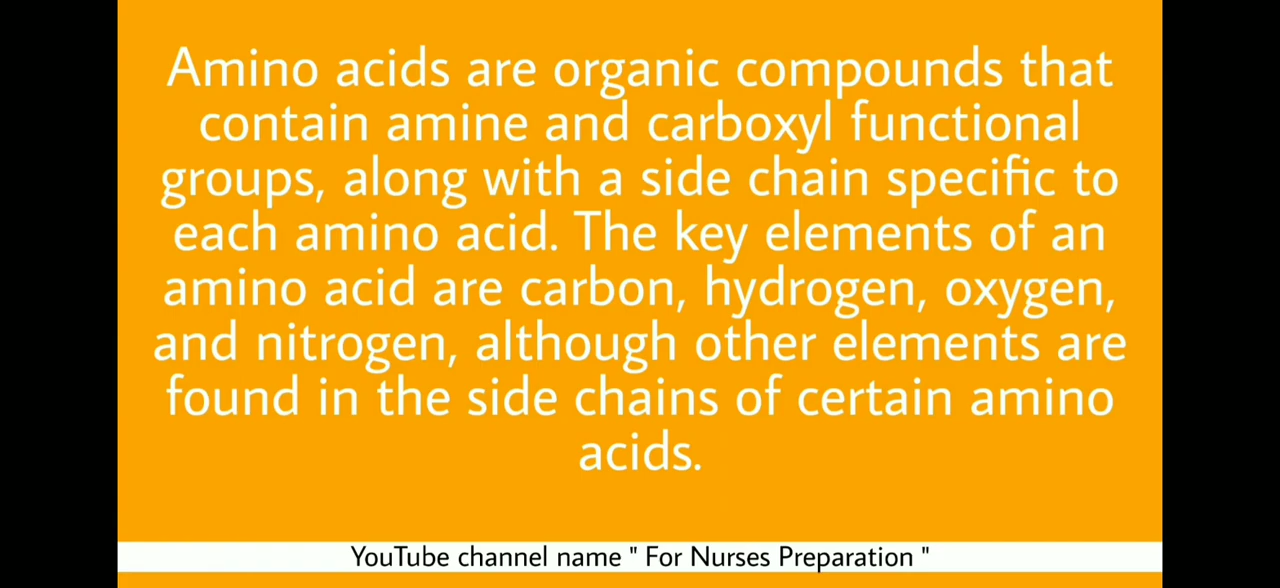 Amino acids are organic compounds that
contain amine and carboxyl functional
groups, along with a side chain specific to
each amino acid. The key elements of an
amino acid are carbon, hydrogen, oxygen,
and nitrogen, although other elements are
found in the side chains of certain amino
acids.
YouTube channel name " For Nurses Preparation "